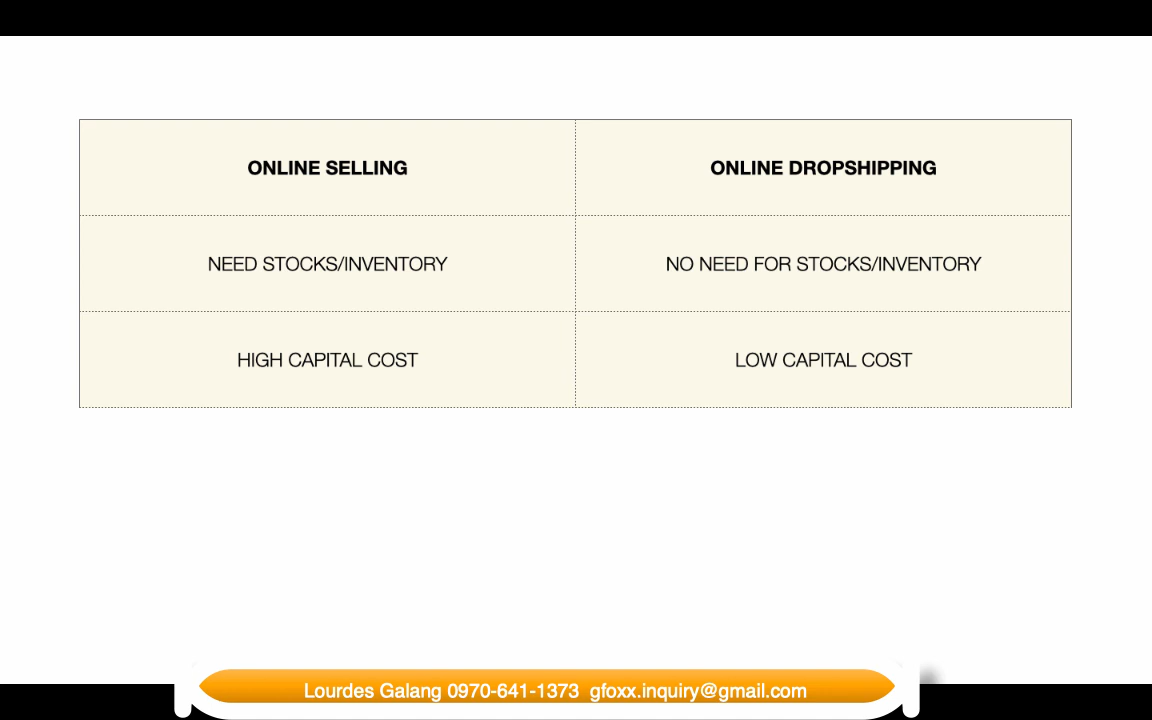 ONLINE SELLING
ONLINE DROPSHIPPING
NEED STOCKS/INVENTORY
NO NEED FOR STOCKS/INVENTORY
HIGH CAPITAL COST
LOW CAPITAL COST
Lourdes Galang 0970-641-1373 gfoxx.inquiry@gmail.com